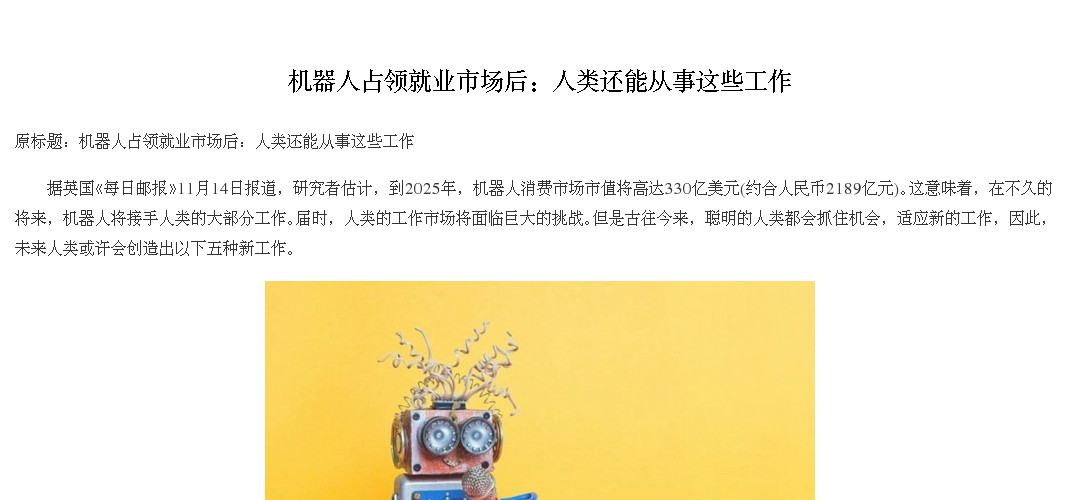 机器人占领就业市场后：人类还能从事这些工作
原标题：机器人占领就业市场后：人类还能从事这些工作
据英国《每日邮报》11月14日报道，研究者估计，到2025年，机器人消费市场市值将高达330亿美元(约合人民币2189亿元)。这意味着，在不久的
将来，机器人将接手人类的大部分工作。届时，人类的工作市场将面临巨大的挑战。但是古往今来，聪明的人类都会抓住机会，适应新的工作，因此，
未来人类或许会创造出以下五种新工作。